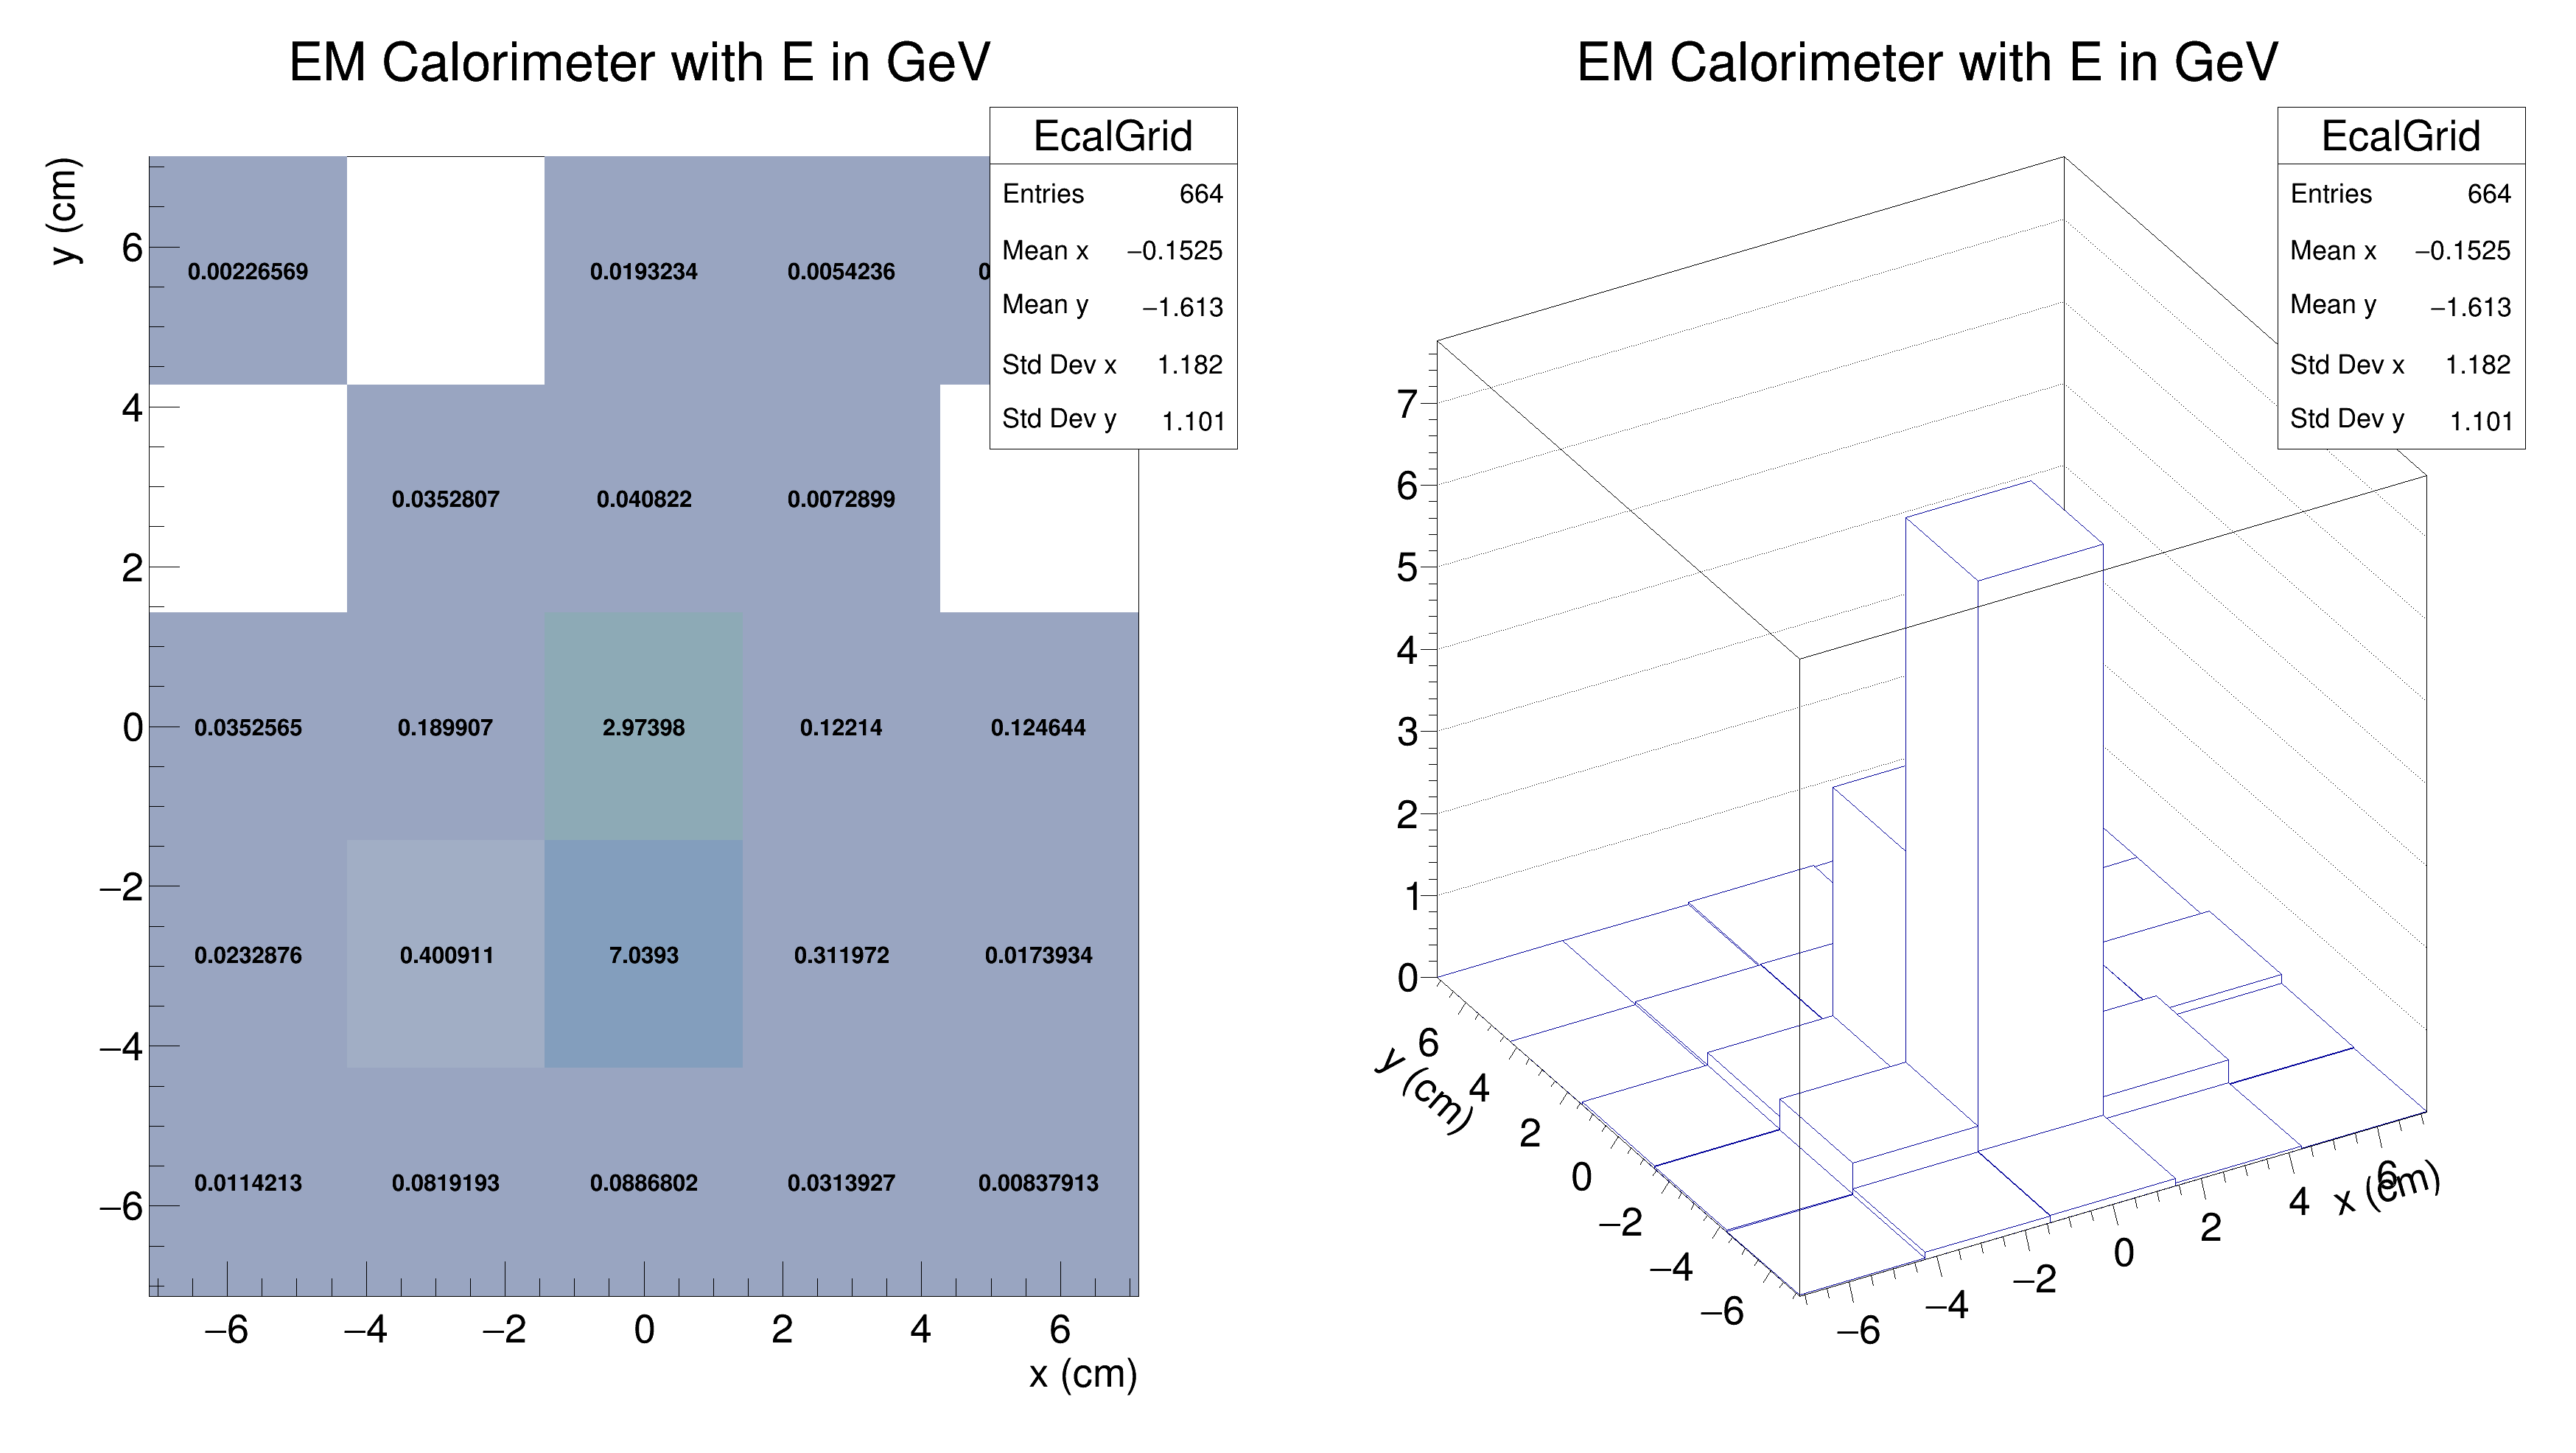 EM Calorimeter with E in GeV
EcalGrid
Entries 664
Mean x −0.1525
Mean y −1.613
Std Dev x 1.182
Std Dev y 1.101
y (cm)
6
4
2
0
−2
−4
−6
0.00226569 0.0193234 0.0054236 0
0.0352807 0.040822 0.0072899
0.0352565 0.189907 2.97398 0.12214 0.124644
0.0232876 0.400911 7.0393 0.311972 0.0173934
0.0114213 0.0819193 0.0886802 0.0313927 0.00837913
−6 −4 −2 0 2 4 6
x (cm)
EM Calorimeter with E in GeV
EcalGrid
Entries 664
Mean x −0.1525
Mean y −1.613
Std Dev x 1.182
Std Dev y 1.101
7
6
5
4
3
2
1
0
y (cm)
6
4
2
0
−2
−4
−6
−6
−4
−2
0
2
4
6
x (cm)